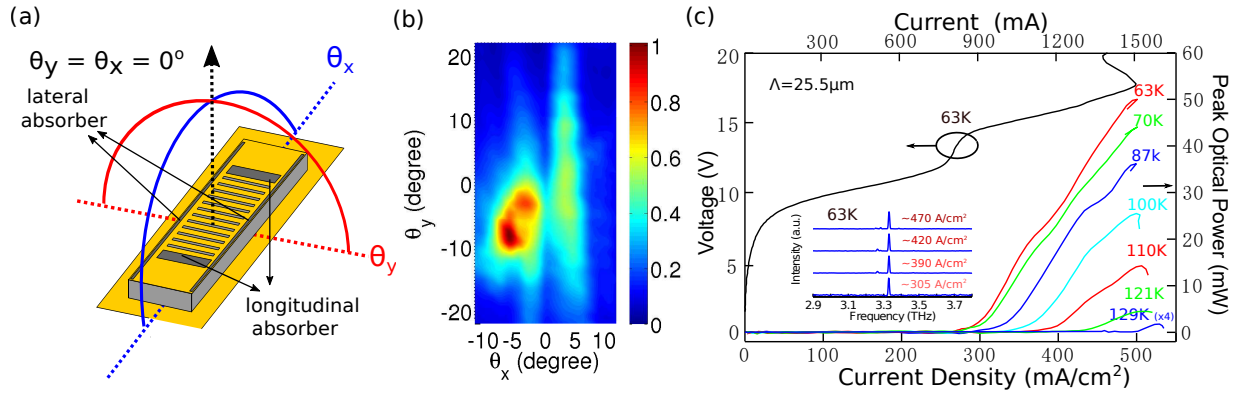 (a)
θy = θx = 0°
θx
lateral
absorber
θy
longitudinal
absorber
(b)
20
10
0
-10
-20
θy (degree)
-10 -5 0 5 10
θx (degree)
1
0.8
0.6
0.4
0.2
0
(c)
Current (mA)
300 600 900 1200 1500
20
15
10
5
0
Voltage (V)
60
50
40
30
20
10
0
Peak Optical Power (mW)
Λ=25.5μm
63K
63K
70K
87k
100K
110K
121K
129K (x4)
63K
~470 A/cm²
~420 A/cm²
~390 A/cm²
~305 A/cm²
Intensity (a.u.)
2.9 3.1 3.3 3.5 3.7
Frequency (THz)
0 100 200 300 400 500
Current Density (mA/cm²)